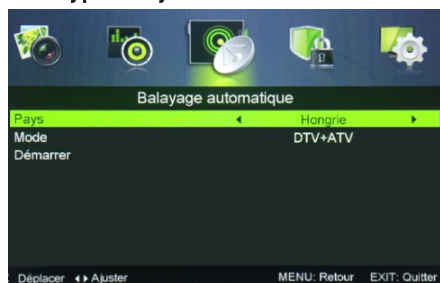 Balayage automatique
Pays Hongrie
Mode DTV+ATV
Démarrer
Déplacer Ajuster MENU: Retour EXIT: Quitter